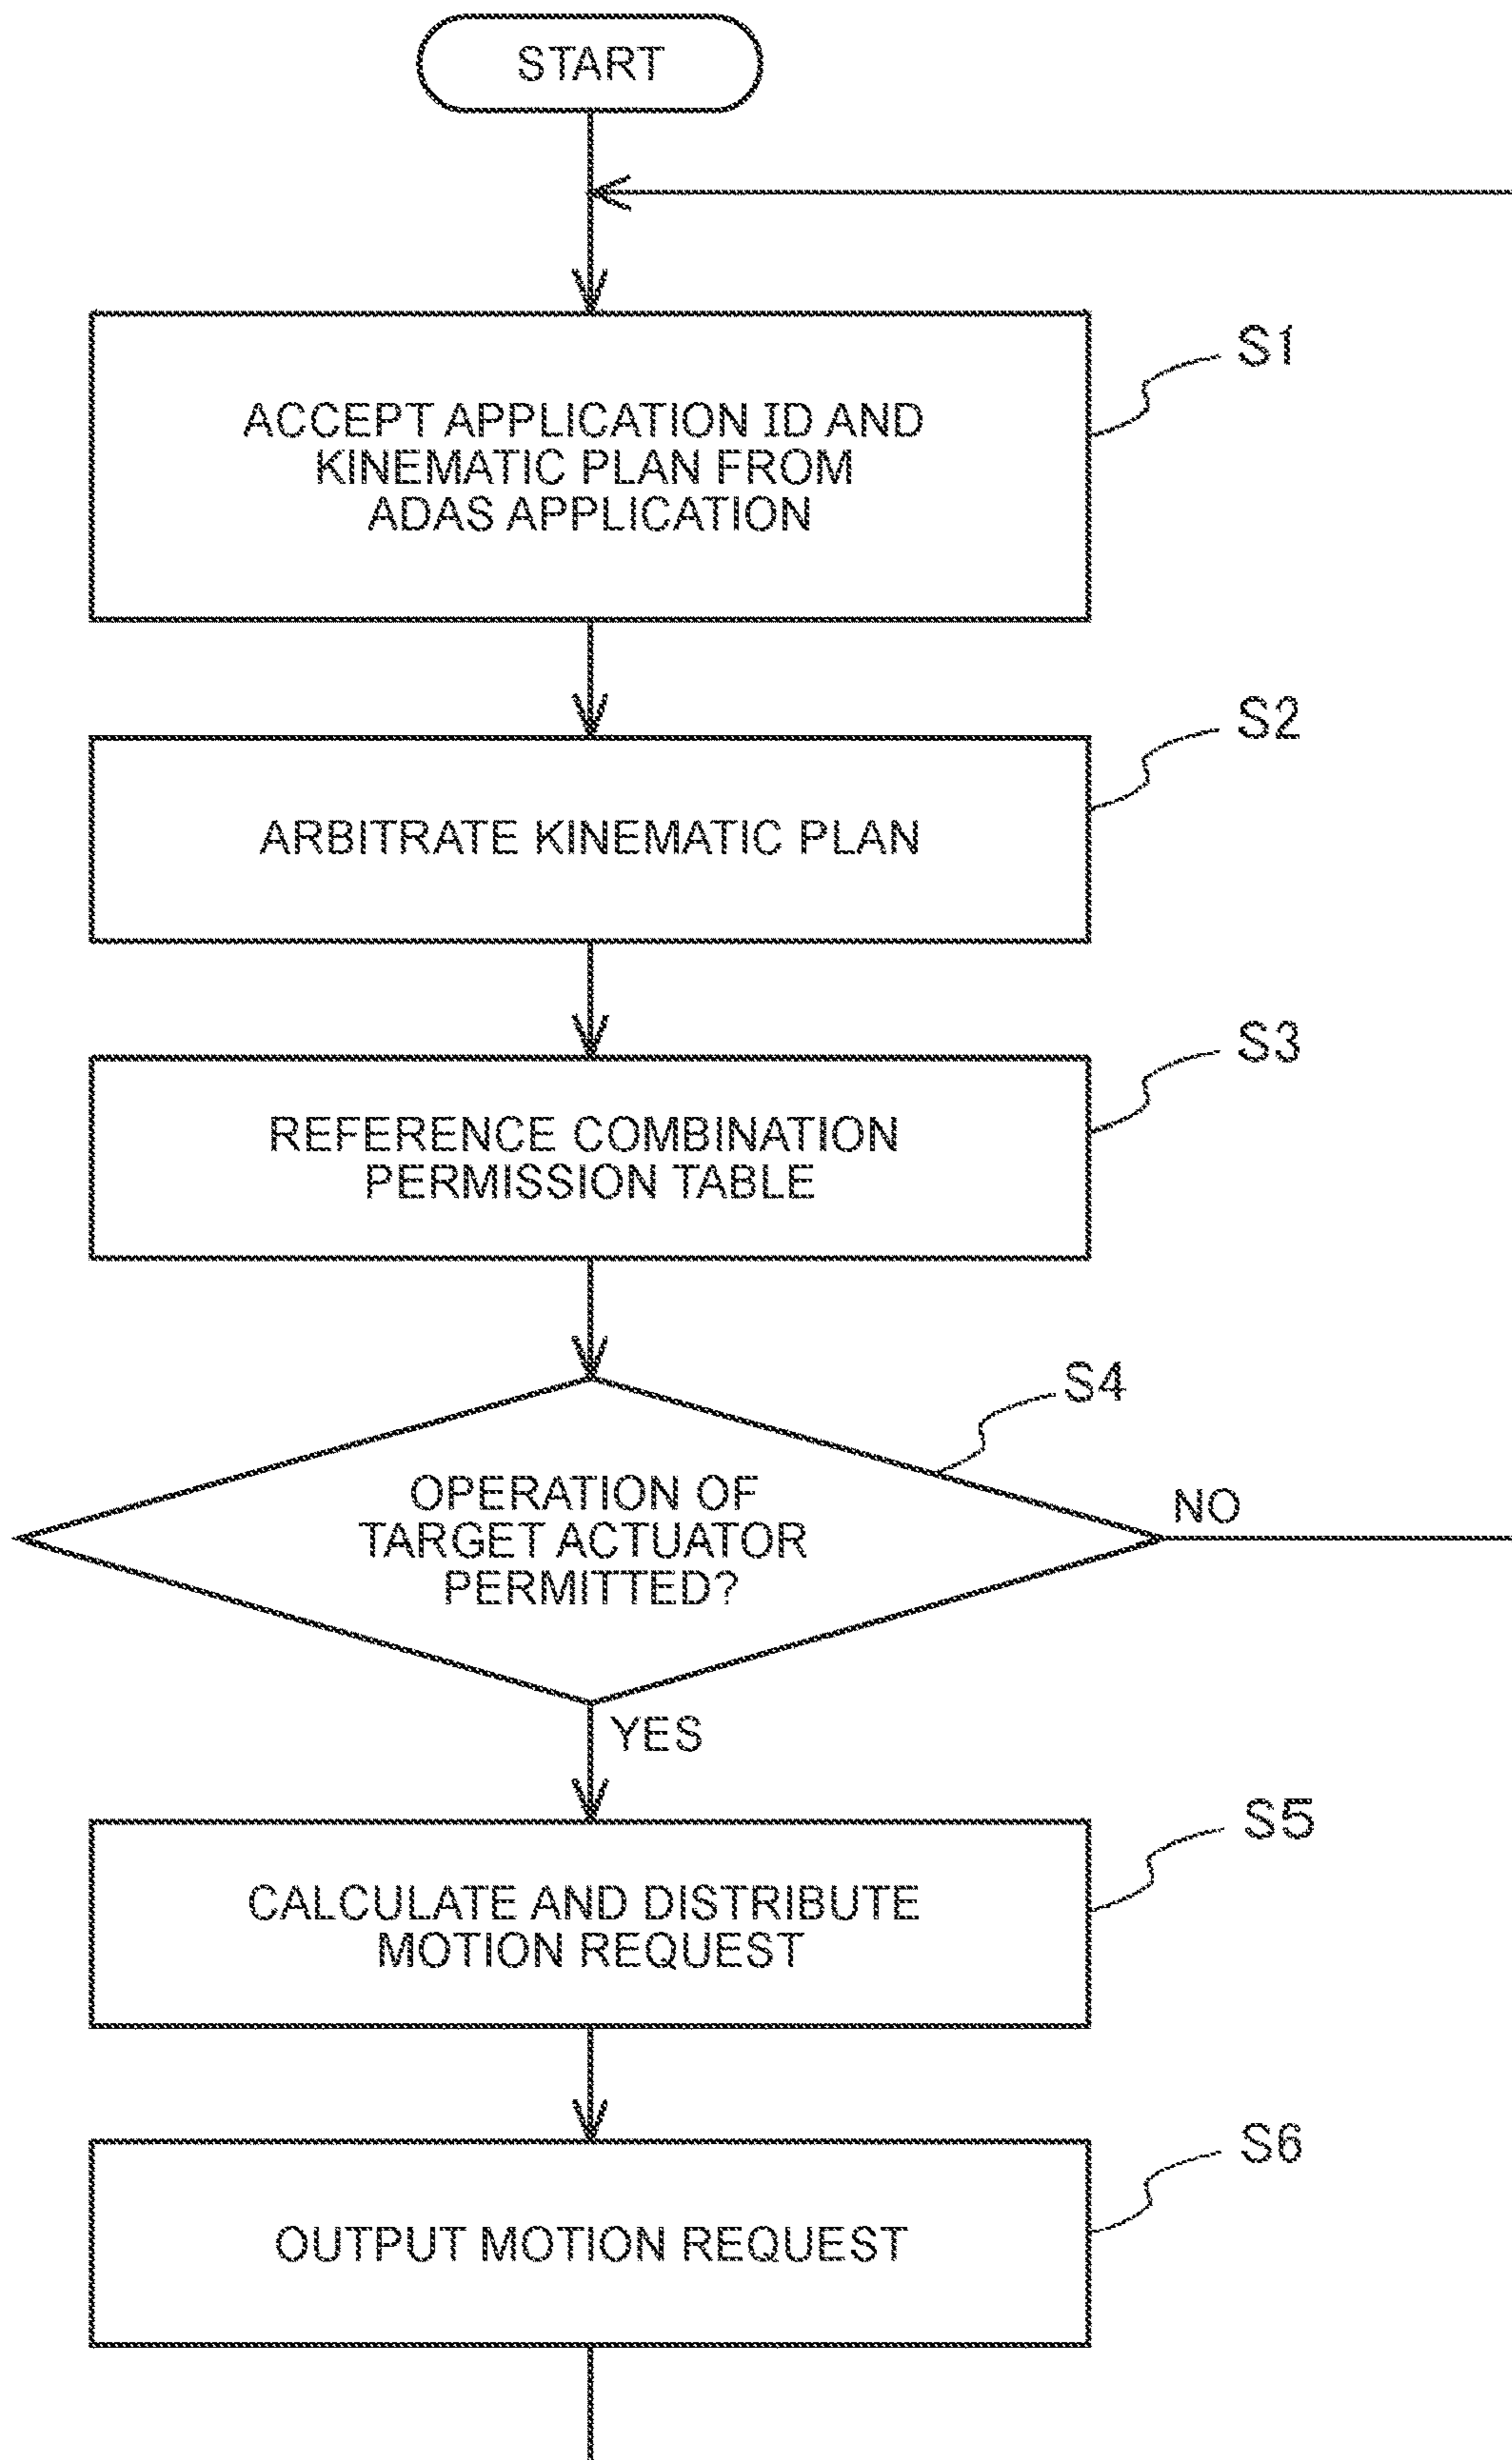 START
S1
ACCEPT APPLICATION ID AND
KINEMATIC PLAN FROM
ADAS APPLICATION
S2
ARBITRATE KINEMATIC PLAN
S3
REFERENCE COMBINATION
PERMISSION TABLE
S4
OPERATION OF
TARGET ACTUATOR
PERMITTED?
NO
YES
S5
CALCULATE AND DISTRIBUTE
MOTION REQUEST
S6
OUTPUT MOTION REQUEST